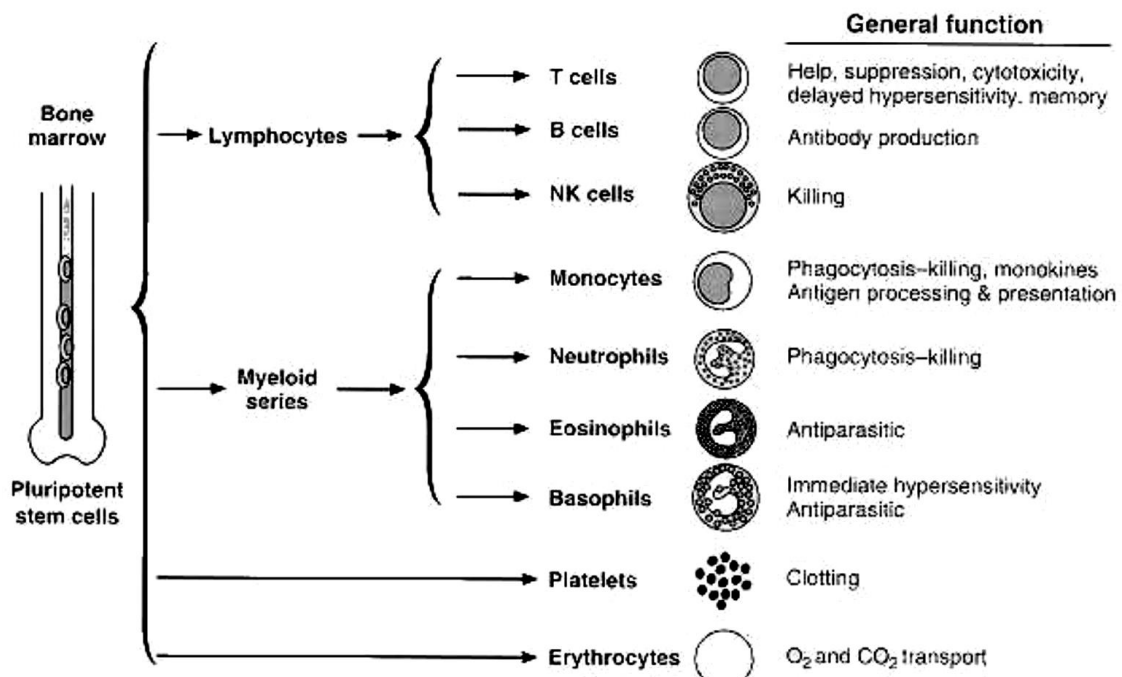 General function
Bone
marrow
Pluripotent
stem cells
Lymphocytes
T cells
Help, suppression, cytotoxicity,
delayed hypersensitivity. memory
B cells
Antibody production
NK cells
Killing
Myeloid
series
Monocytes
Phagocytosis–killing, monokines
Antigen processing & presentation
Neutrophils
Phagocytosis–killing
Eosinophils
Antiparasitic
Basophils
Immediate hypersensitivity
Antiparasitic
Platelets
Clotting
Erythrocytes
O₂ and CO₂ transport